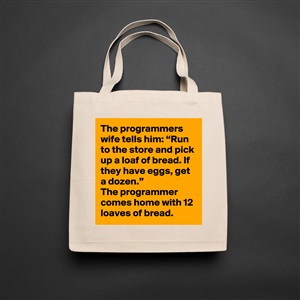 The programmers
wife tells him: “Run
to the store and pick
up a loaf of bread. If
they have eggs, get
a dozen.”
The programmer
comes home with 12
loaves of bread.